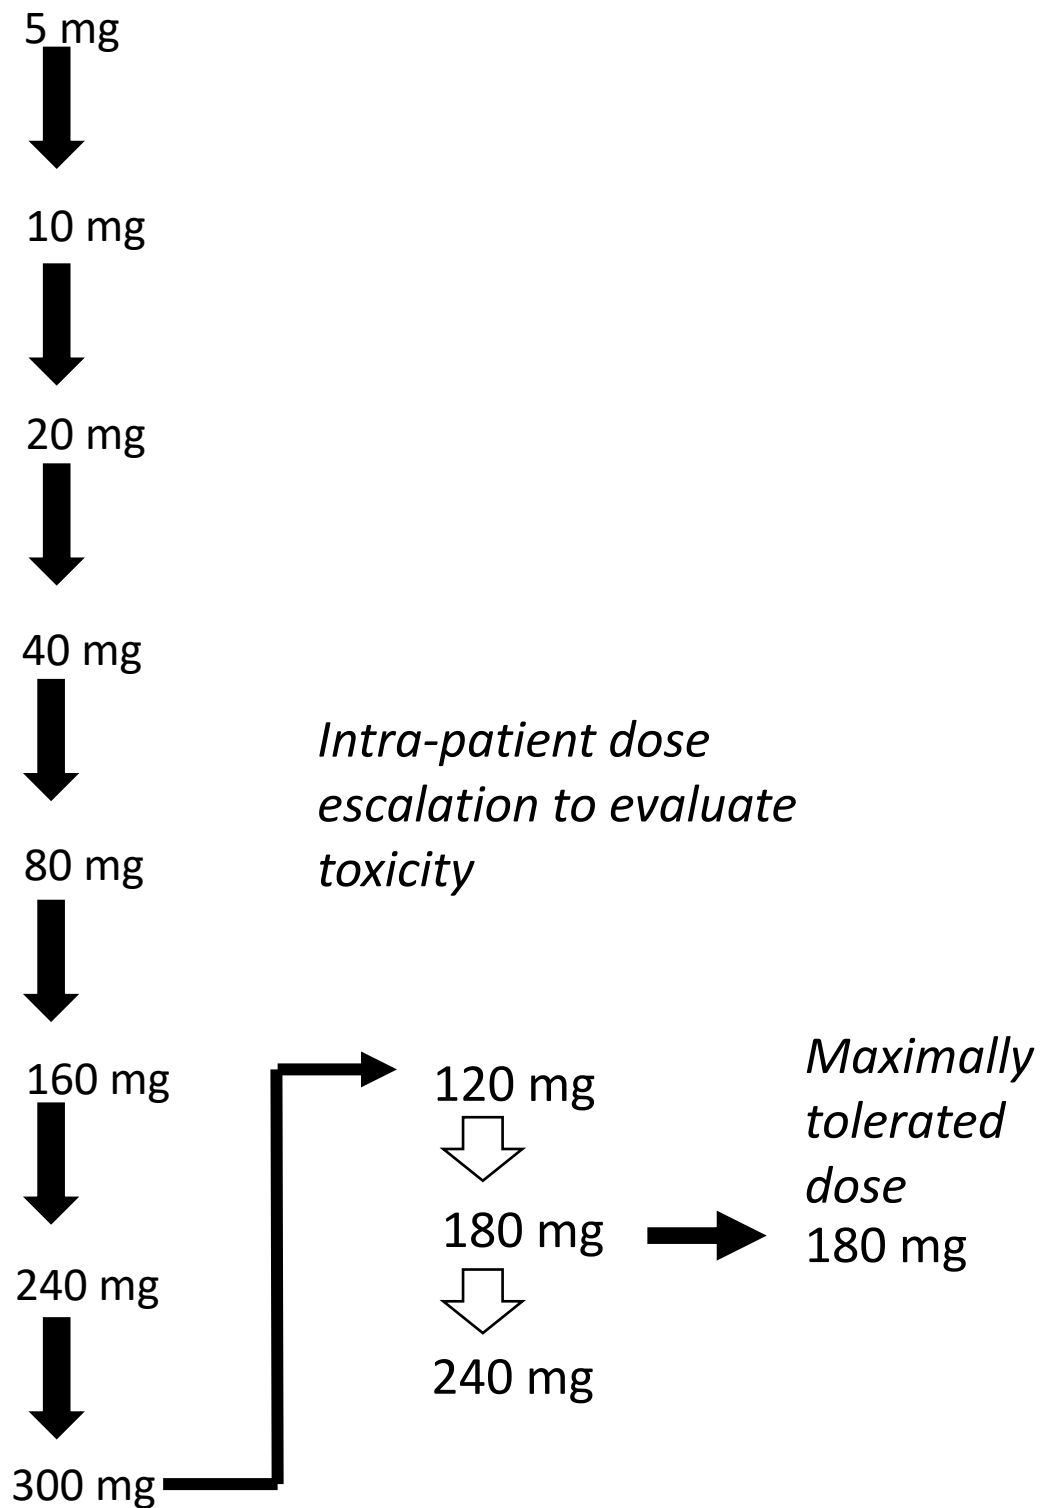 5 mg
10 mg
20 mg
40 mg
Intra-patient dose
escalation to evaluate
toxicity
80 mg
160 mg
240 mg
300 mg
120 mg
180 mg
240 mg
Maximally
tolerated
dose
180 mg